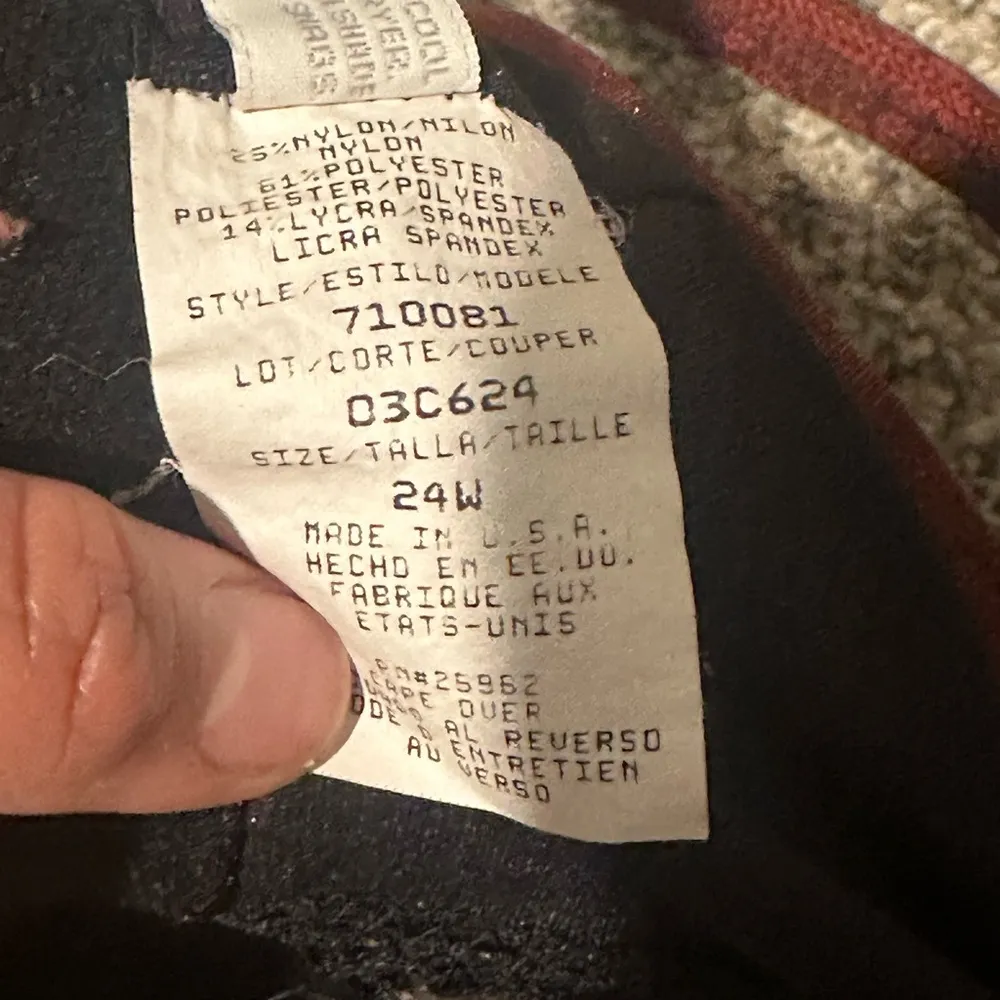 COOL
25%NYLON/NILON
NYLON
61%POLYESTER
POLIESTER/POLYESTER
14%LYCRA SPANDEX
LICRA SPANDEX
STYLE/ESTILO/MODELE
710081
LOT/CORTE/COUPER
03C624
SIZE/TALLA/TAILLE
24W
MADE IN U.S.A.
HECHO EN EE.UU.
FABRIQUE AUX
ETATS-UNIS
OVER
AL REVERSO
AU ENTRETIEN
VERSO